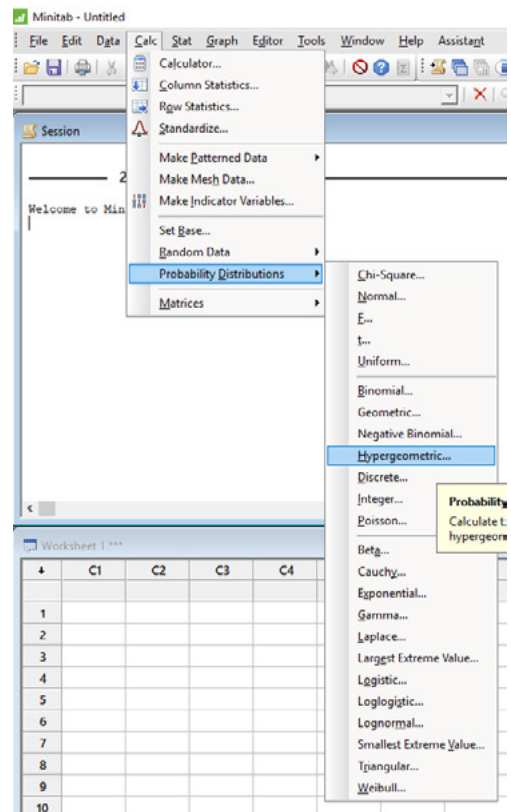 Minitab - Untitled
File Edit Data Calc Stat Graph Editor Tools Window Help Assistant
Calculator...
Column Statistics...
Row Statistics...
Standardize...
Make Patterned Data
Make Mesh Data...
Make Indicator Variables...
Set Base...
Random Data
Probability Distributions
Matrices
Session
2
Welcome to Min
Chi-Square...
Normal...
F...
t...
Uniform...
Binomial...
Geometric...
Negative Binomial...
Hypergeometric...
Discrete...
Integer...
Poisson...
Beta...
Cauchy...
Exponential...
Gamma...
Laplace...
Largest Extreme Value...
Logistic...
Loglogistic...
Lognormal...
Smallest Extreme Value...
Triangular...
Weibull...
Probability
Calculate t
hypergeom
Worksheet 1 ***
C1 C2 C3 C4
1
2
3
4
5
6
7
8
9
10